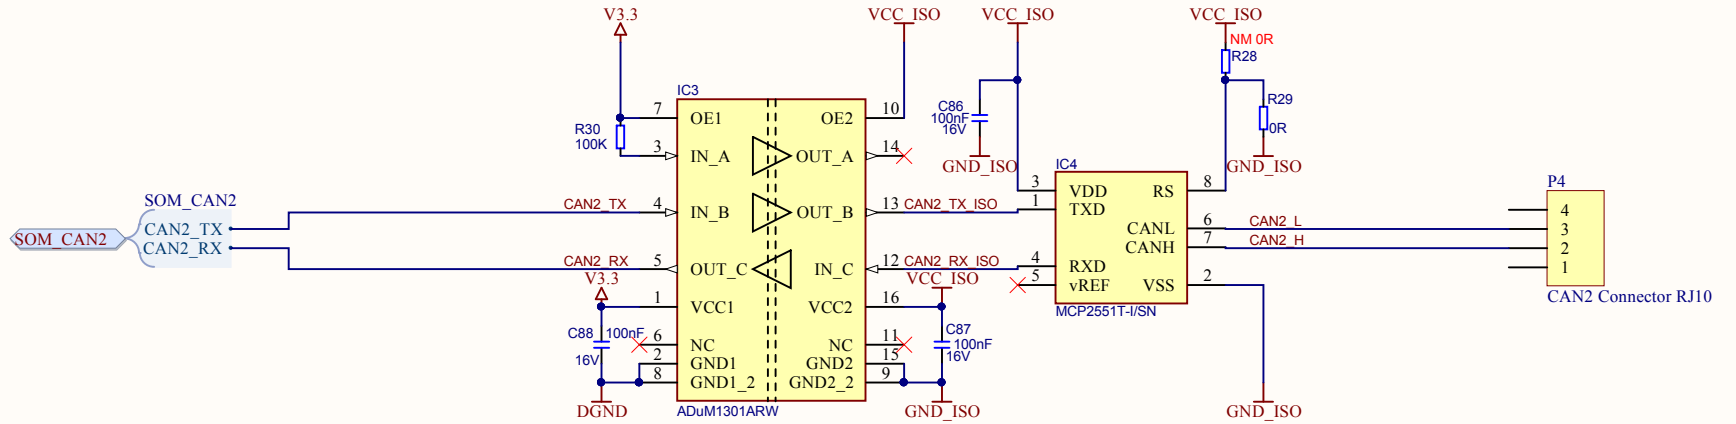 V3.3
VCC_ISO
VCC_ISO
VCC_ISO
NM 0R
R28
R29
0R
GND_ISO
C86
100nF
16V
GND_ISO
IC3
R30
100K
7 OE1 OE2 10
3 IN_A OUT_A 14
4 IN_B OUT_B 13
5 OUT_C IN_C 12
1 VCC1 VCC2 16
6 NC NC 11
2 GND1 GND2 15
8 GND1_2 GND2_2 9
ADuM1301ARW
SOM_CAN2
SOM_CAN2
CAN2_TX
CAN2_RX
CAN2_TX
CAN2_RX
V3.3
C88 100nF
16V
DGND
CAN2_TX_ISO
CAN2_RX_ISO
VCC_ISO
C87
100nF
16V
GND_ISO
IC4
3 VDD RS 8
1 TXD
CANL 6
CANH 7
4 RXD
5 vREF VSS 2
MCP2551T-I/SN
CAN2_L
CAN2_H
GND_ISO
P4
4
3
2
1
CAN2 Connector RJ10